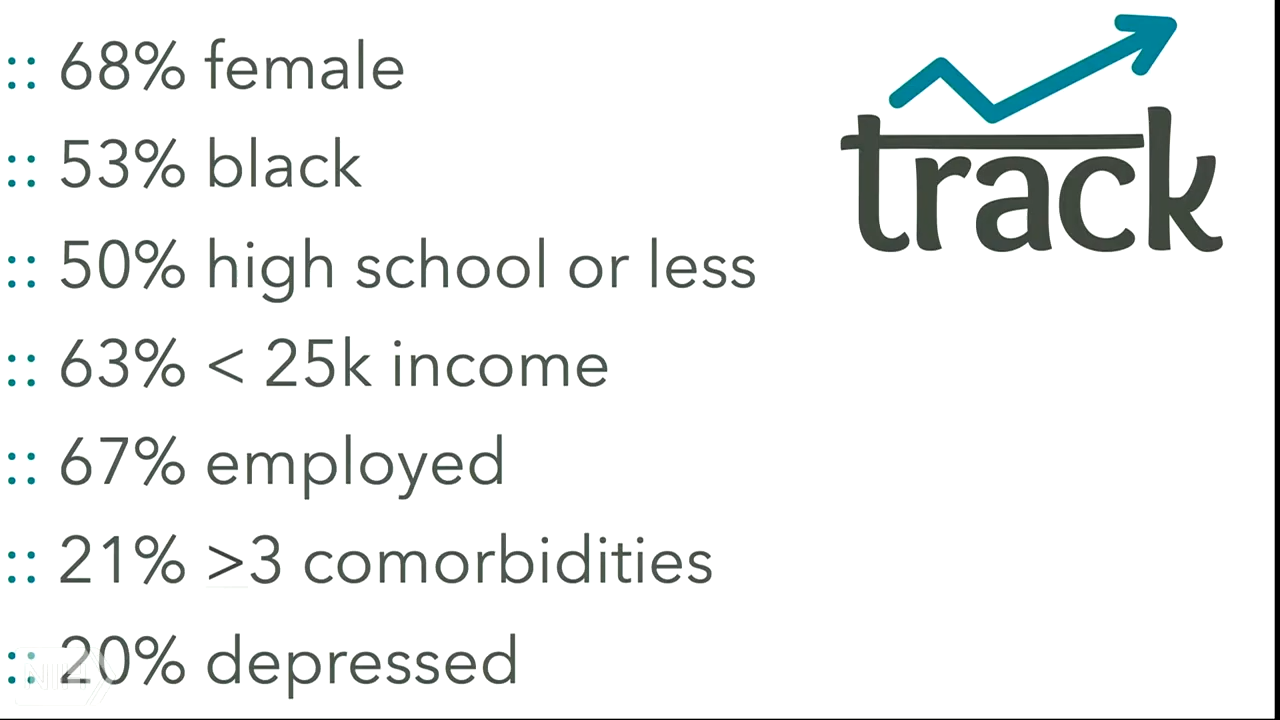 :: 68% female
:: 53% black
:: 50% high school or less
:: 63% < 25k income
:: 67% employed
:: 21% >3 comorbidities
:: 20% depressed
track
NIH